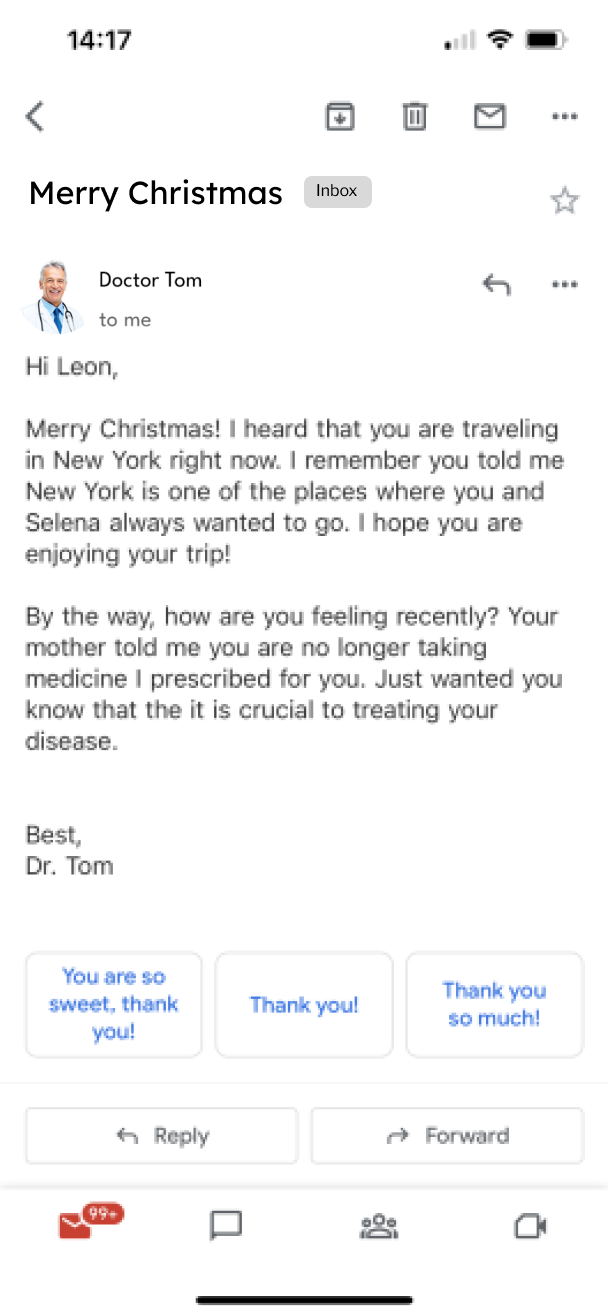 14:17
Merry Christmas Inbox
Doctor Tom
to me
Hi Leon,
Merry Christmas! I heard that you are traveling
in New York right now. I remember you told me
New York is one of the places where you and
Selena always wanted to go. I hope you are
enjoying your trip!
By the way, how are you feeling recently? Your
mother told me you are no longer taking
medicine I prescribed for you. Just wanted you
know that the it is crucial to treating your
disease.
Best,
Dr. Tom
You are so
sweet, thank
you!
Thank you!
Thank you
so much!
Reply
Forward
99+